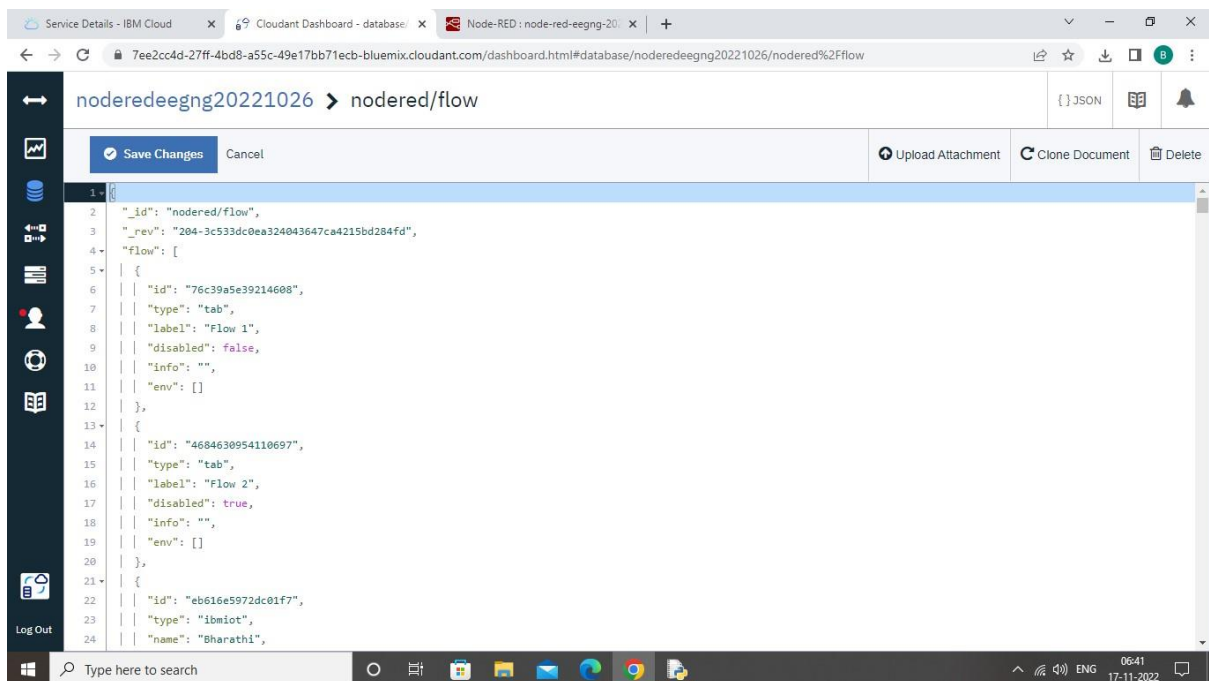 Service Details - IBM Cloud
Cloudant Dashboard - database/
Node-RED : node-red-eegng-202
7ee2cc4d-27ff-4bd8-a55c-49e17bb71ecb-bluemix.cloudant.com/dashboard.html#database/noderedeegng20221026/nodered%2Fflow
B
noderedeegng20221026 > nodered/flow
{ } JSON
Save Changes
Cancel
Upload Attachment
Clone Document
Delete
1 {
2 "_id": "nodered/flow",
3 "_rev": "204-3c533dc0ea324043647ca4215bd284fd",
4 "flow": [
5 {
6 "id": "76c39a5e39214608",
7 "type": "tab",
8 "label": "Flow 1",
9 "disabled": false,
10 "info": "",
11 "env": []
12 },
13 {
14 "id": "4684630954110697",
15 "type": "tab",
16 "label": "Flow 2",
17 "disabled": true,
18 "info": "",
19 "env": []
20 },
21 {
22 "id": "eb616e5972dc01f7",
23 "type": "ibmiot",
24 "name": "Bharathi",
Log Out
Type here to search
ENG
06:41
17-11-2022